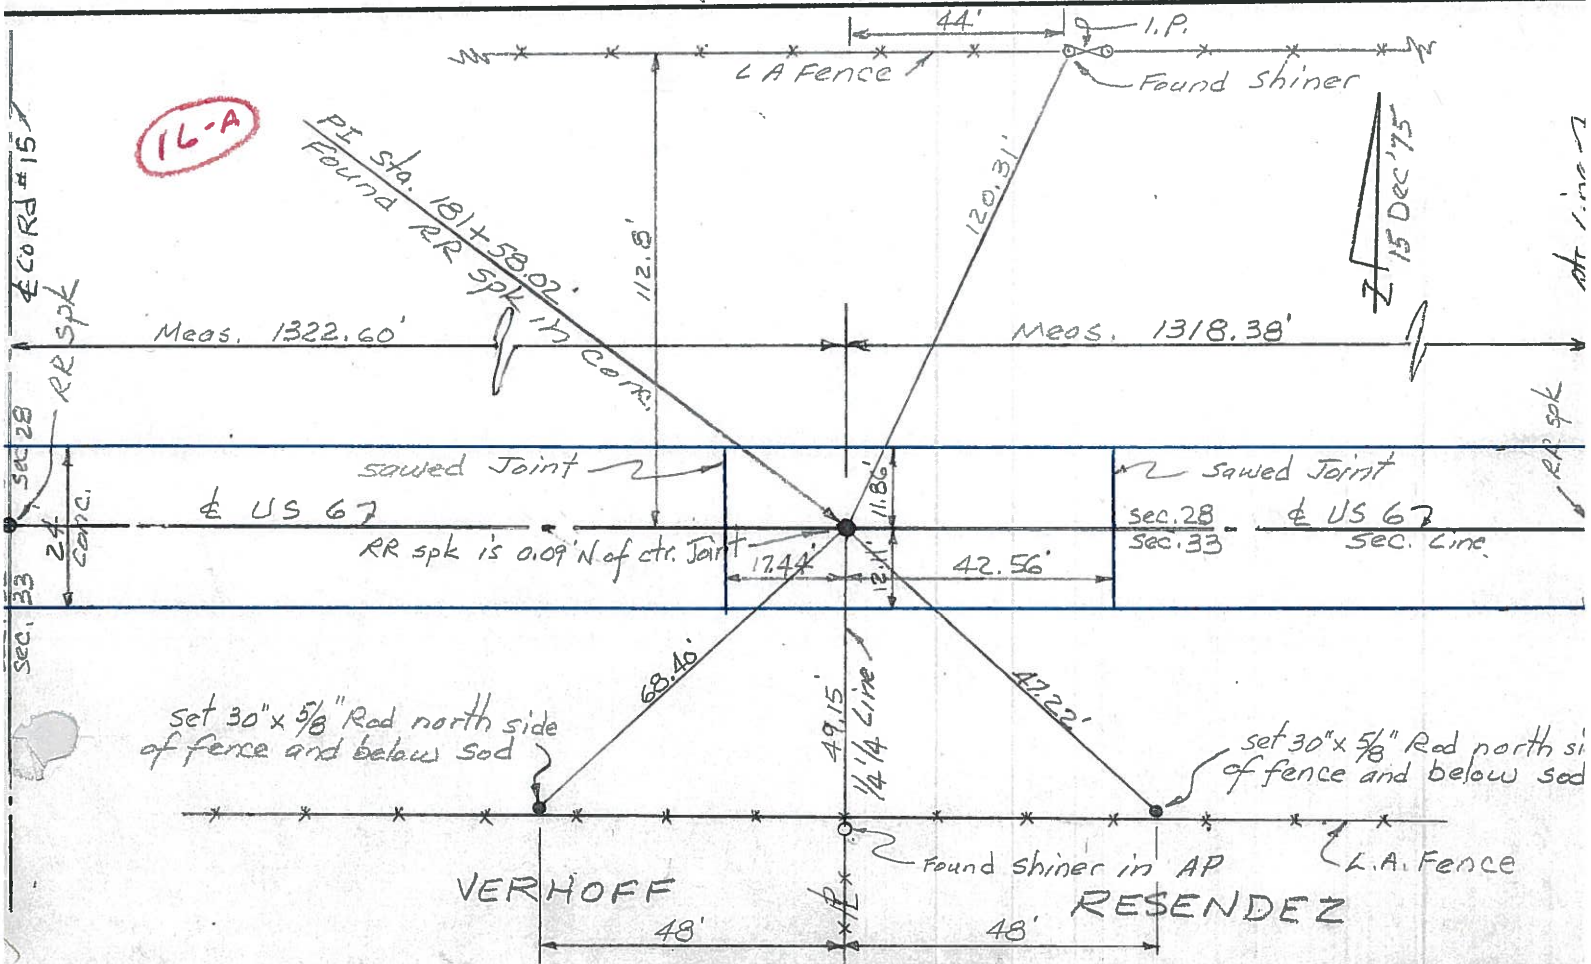 44'
I.P.
L A Fence
Found Shiner
16-A
℄ Co Rd #15
PI Sta. 181+58.02'
Found RR Spk in Conc.
112.8'
120.31'
15 Dec '75
Z
RR Spk
Meas. 1322.60'
Meas. 1318.38'
RR spk
Sec. 28
Sec. 33
24'
Conc.
sawed Joint
sawed Joint
11.86'
℄ US 6
RR spk is 0.09' N of ctr. Joint
sec. 28
Sec. 33
℄ US 6
Sec. Line
17.44'
12.11'
42.56'
68.40'
49.15'
1/4 1/4 Line
47.22'
set 30" x 5/8" Rod north side
of fence and below sod
set 30" x 5/8" Rod north si
of fence and below sod
Found Shiner in AP
L.A. Fence
VERHOFF
RESENDEZ
48'
48'